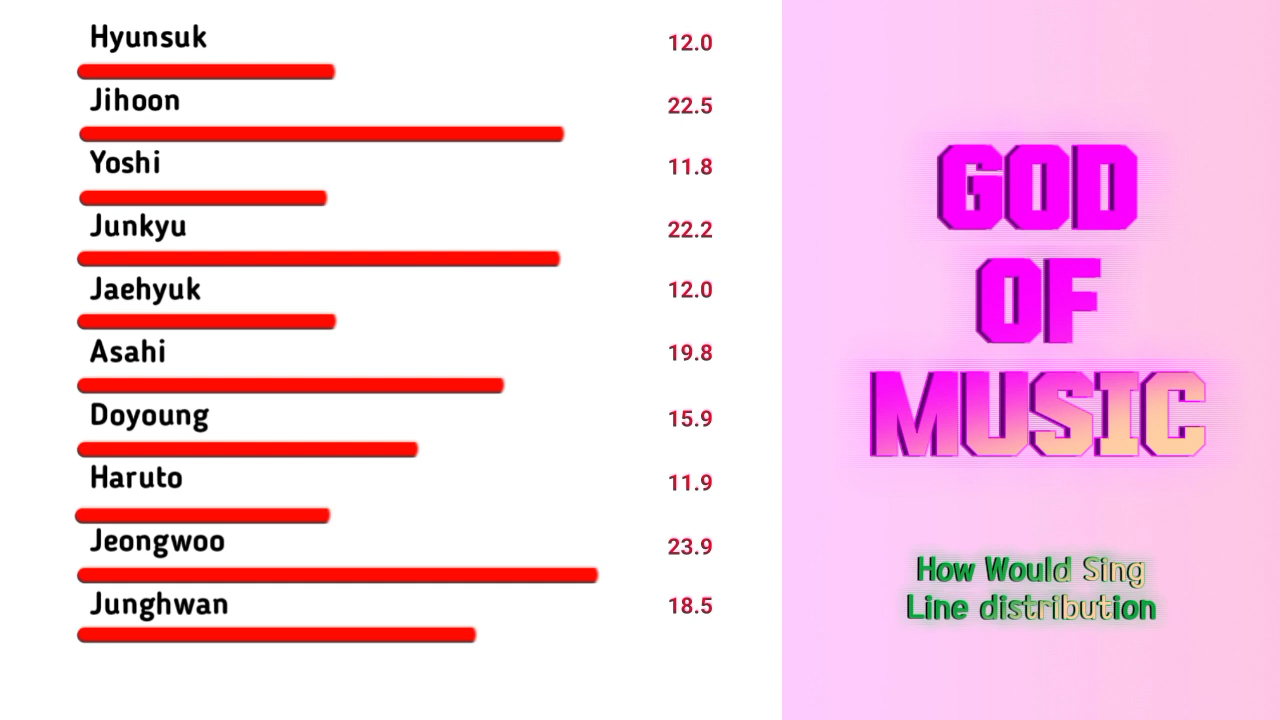 Hyunsuk 12.0
Jihoon 22.5
Yoshi 11.8
Junkyu 22.2
Jaehyuk 12.0
Asahi 19.8
Doyoung 15.9
Haruto 11.9
Jeongwoo 23.9
Junghwan 18.5
GOD
OF
MUSIC
How Would Sing
Line distribution